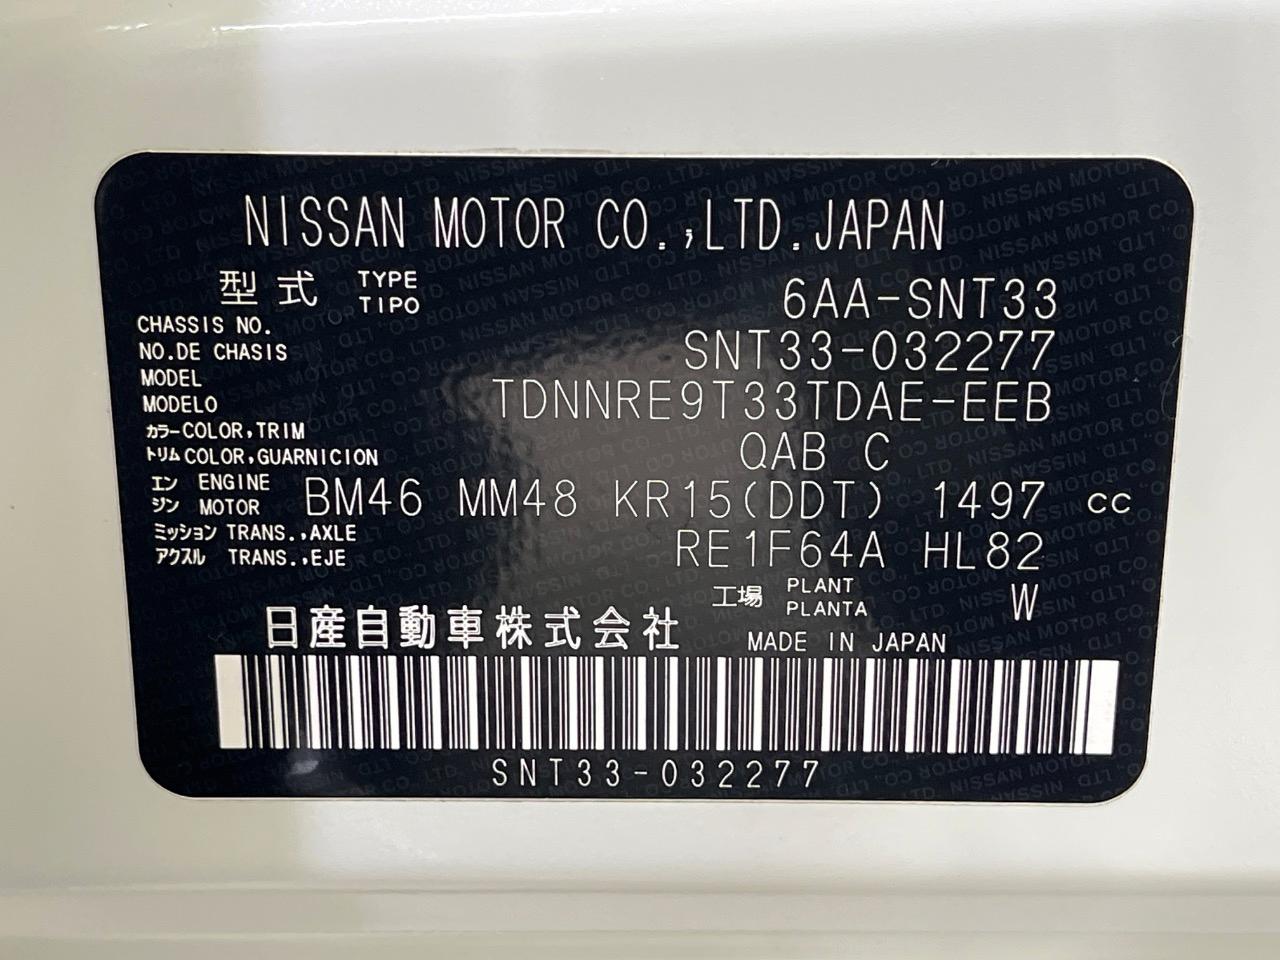 NISSAN MOTOR CO.,LTD.JAPAN
型式 TYPE 6AA-SNT33
TIPO
CHASSIS NO. SNT33-032277
NO.DE CHASIS
MODEL TDNNRE9T33TDAE-EEB
MODELO
カラー COLOR,TRIM QAB C
トリム COLOR,GUARNICION
エン ENGINE BM46 MM48 KR15(DDT) 1497 cc
ジン MOTOR
ミッション TRANS.,AXLE RE1F64A HL82
アクスル TRANS.,EJE
工場 PLANT W
PLANTA
日産自動車株式会社 MADE IN JAPAN
SNT33-032277